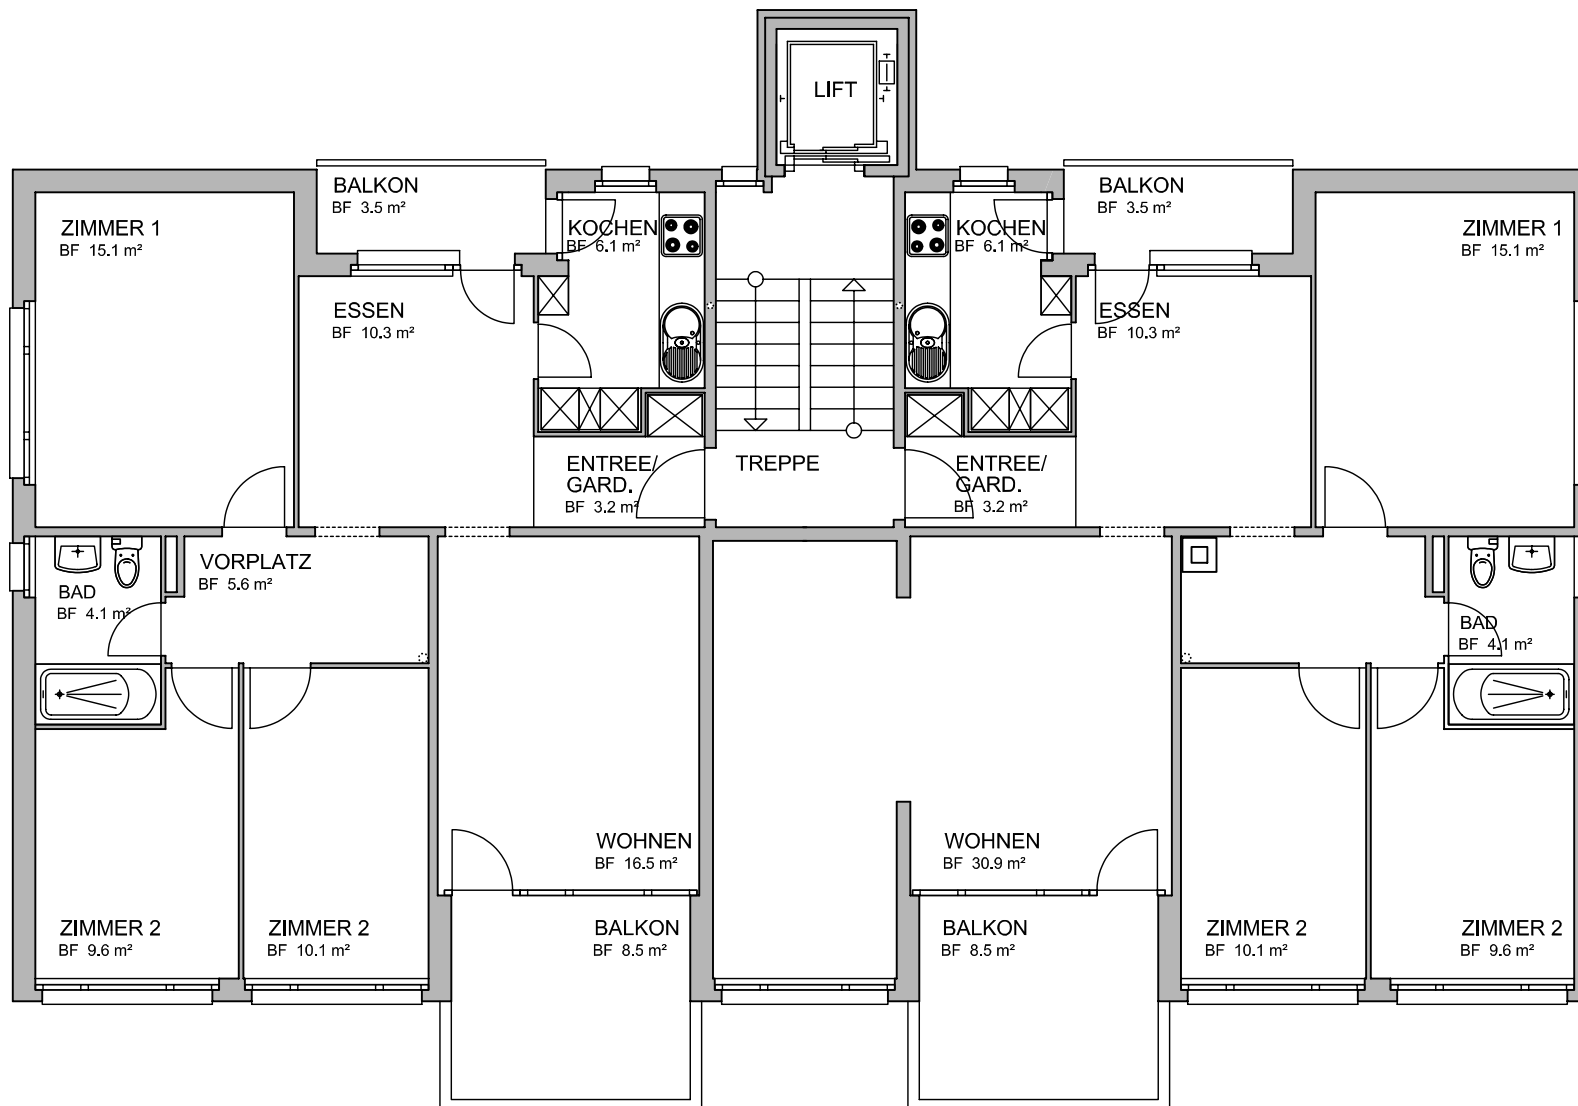 LIFT
BALKON
BF 3.5 m²
BALKON
BF 3.5 m²
ZIMMER 1
BF 15.1 m²
KOCHEN
BF 6.1 m²
KOCHEN
BF 6.1 m²
ZIMMER 1
BF 15.1 m²
ESSEN
BF 10.3 m²
ESSEN
BF 10.3 m²
ENTREE/
GARD.
BF 3.2 m²
TREPPE
ENTREE/
GARD.
BF 3.2 m²
VORPLATZ
BF 5.6 m²
BAD
BF 4.1 m²
BAD
BF 4.1 m²
WOHNEN
BF 16.5 m²
WOHNEN
BF 30.9 m²
ZIMMER 2
BF 9.6 m²
ZIMMER 2
BF 10.1 m²
BALKON
BF 8.5 m²
BALKON
BF 8.5 m²
ZIMMER 2
BF 10.1 m²
ZIMMER 2
BF 9.6 m²